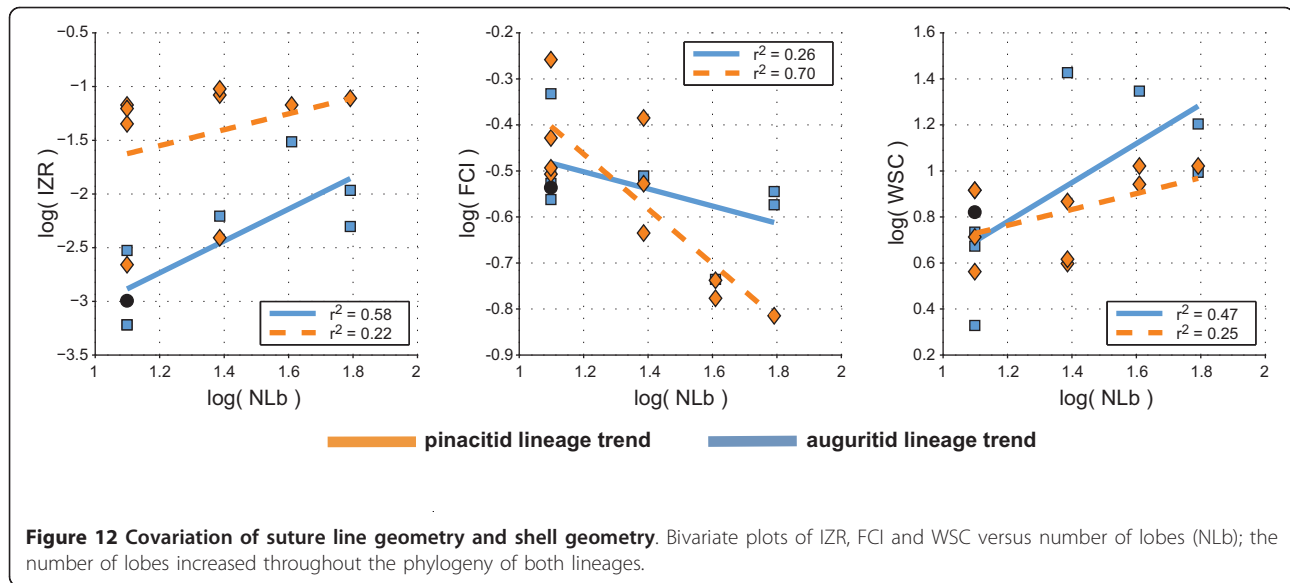 −0.5
−1
−1.5
−2
−2.5
−3
−3.5
log( IZR )
1 1.2 1.4 1.6 1.8 2
log( NLb )
r2 = 0.58
r2 = 0.22
-0.2
-0.3
-0.4
-0.5
-0.6
-0.7
-0.8
-0.9
log( FCI )
1 1.2 1.4 1.6 1.8 2
log( NLb )
r2 = 0.26
r2 = 0.70
1.6
1.4
1.2
1
0.8
0.6
0.4
0.2
log( WSC )
1 1.2 1.4 1.6 1.8 2
log( NLb )
r2 = 0.47
r2 = 0.25
pinacitid lineage trend auguritid lineage trend
Figure 12 Covariation of suture line geometry and shell geometry. Bivariate plots of IZR, FCI and WSC versus number of lobes (NLb); the
number of lobes increased throughout the phylogeny of both lineages.